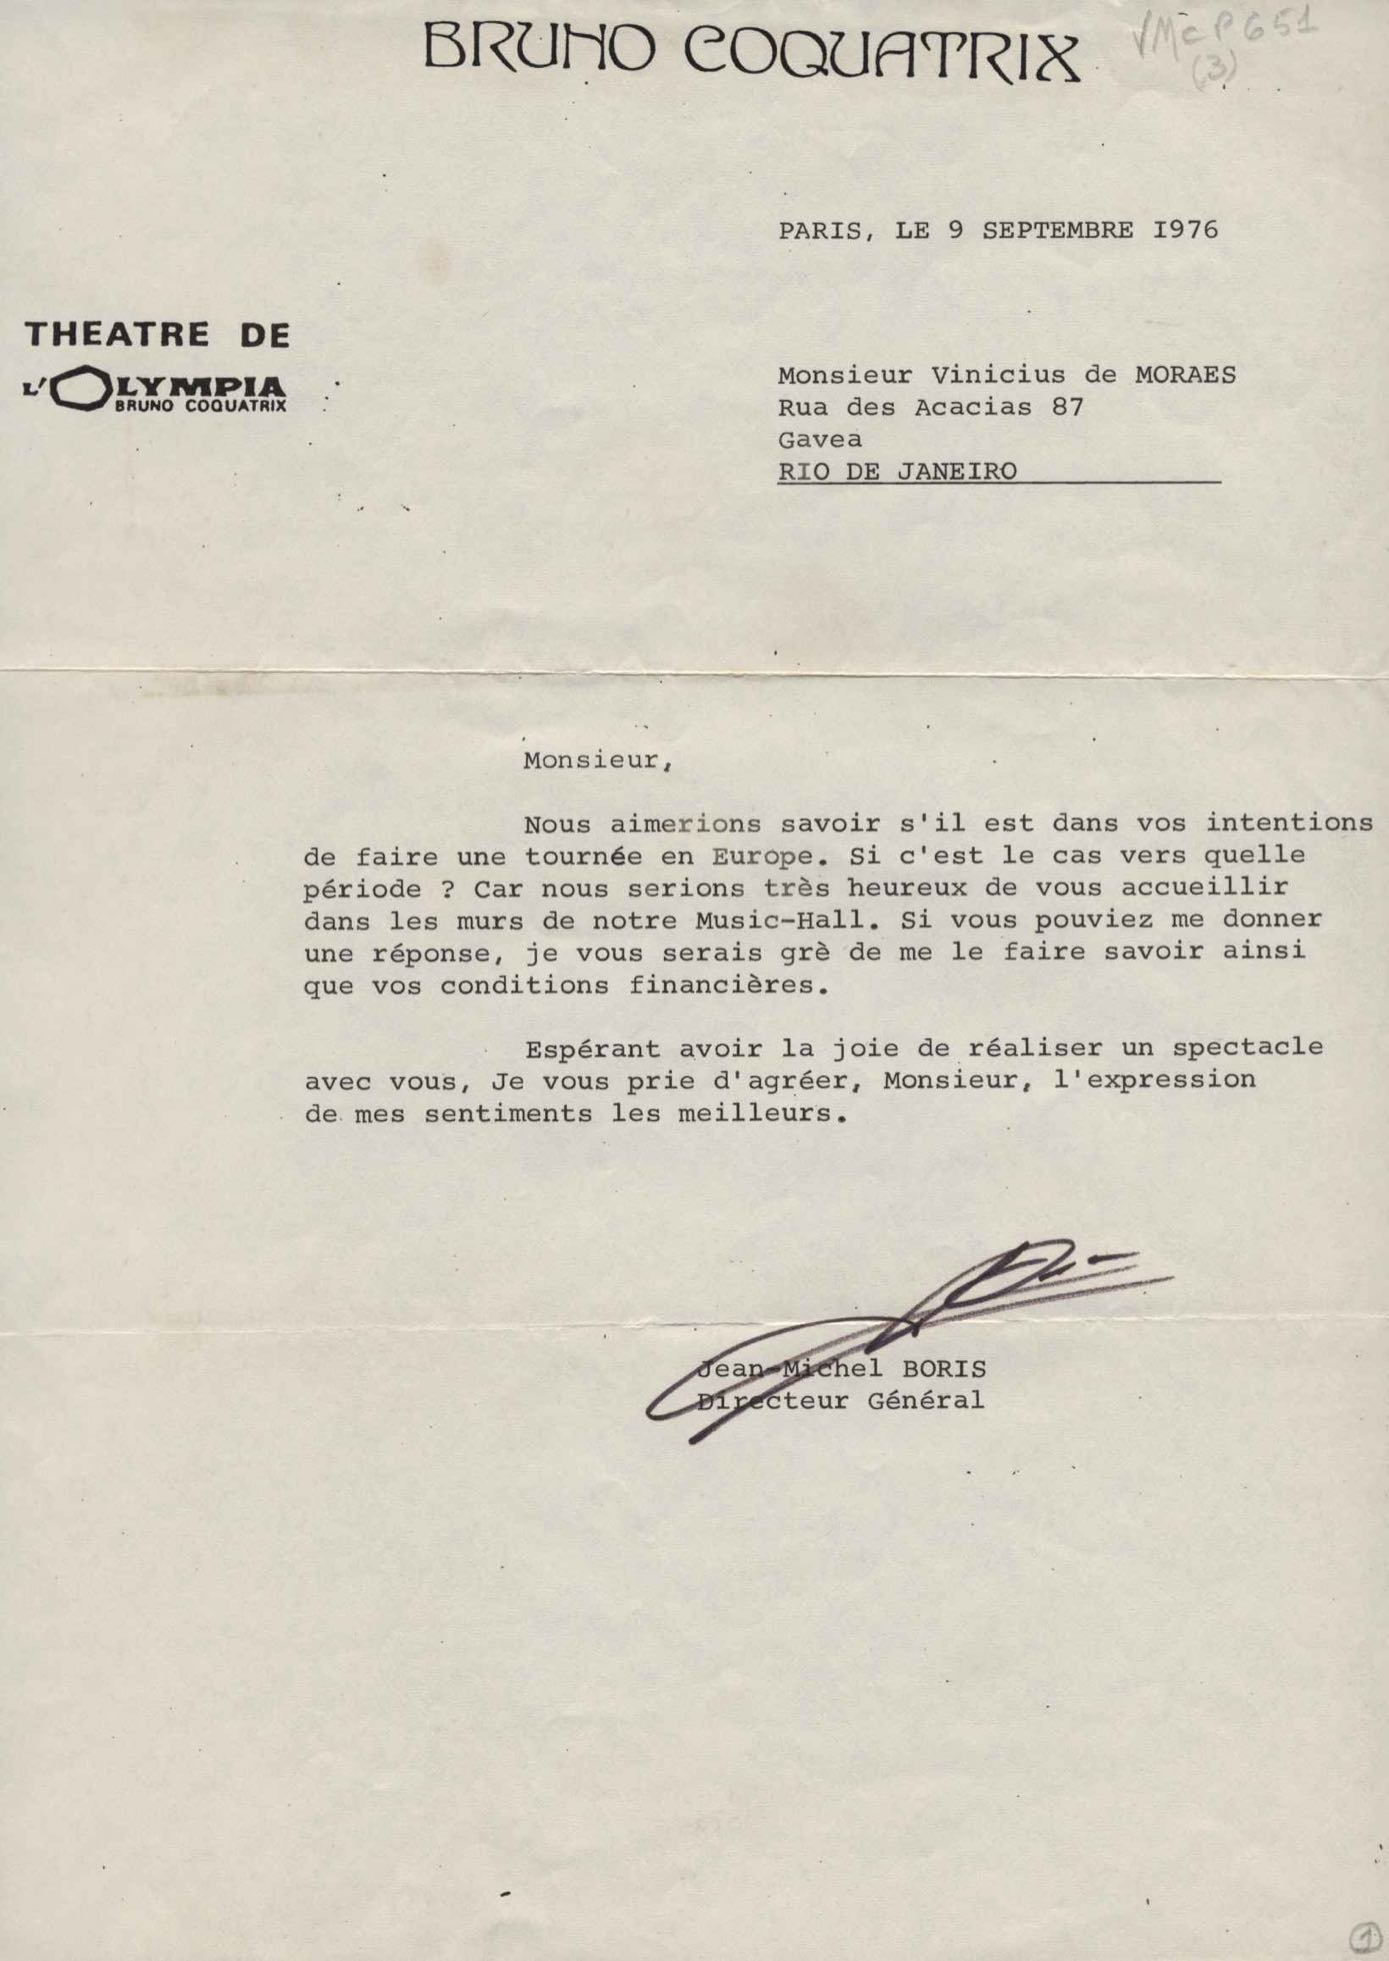 BRUNO COQUATRIX
VMcP651
(3)
PARIS, LE 9 SEPTEMBRE I976
THEATRE DE
L'OLYMPIA
BRUNO COQUATRIX
Monsieur Vinicius de MORAES
Rua des Acacias 87
Gavea
RIO DE JANEIRO
Monsieur,
Nous aimerions savoir s'il est dans vos intentions
de faire une tournée en Europe. Si c'est le cas vers quelle
période ? Car nous serions très heureux de vous accueillir
dans les murs de notre Music-Hall. Si vous pouviez me donner
une réponse, je vous serais grè de me le faire savoir ainsi
que vos conditions financières.
Espérant avoir la joie de réaliser un spectacle
avec vous, Je vous prie d'agréer, Monsieur, l'expression
de mes sentiments les meilleurs.
Jean-Michel BORIS
Directeur Général
1